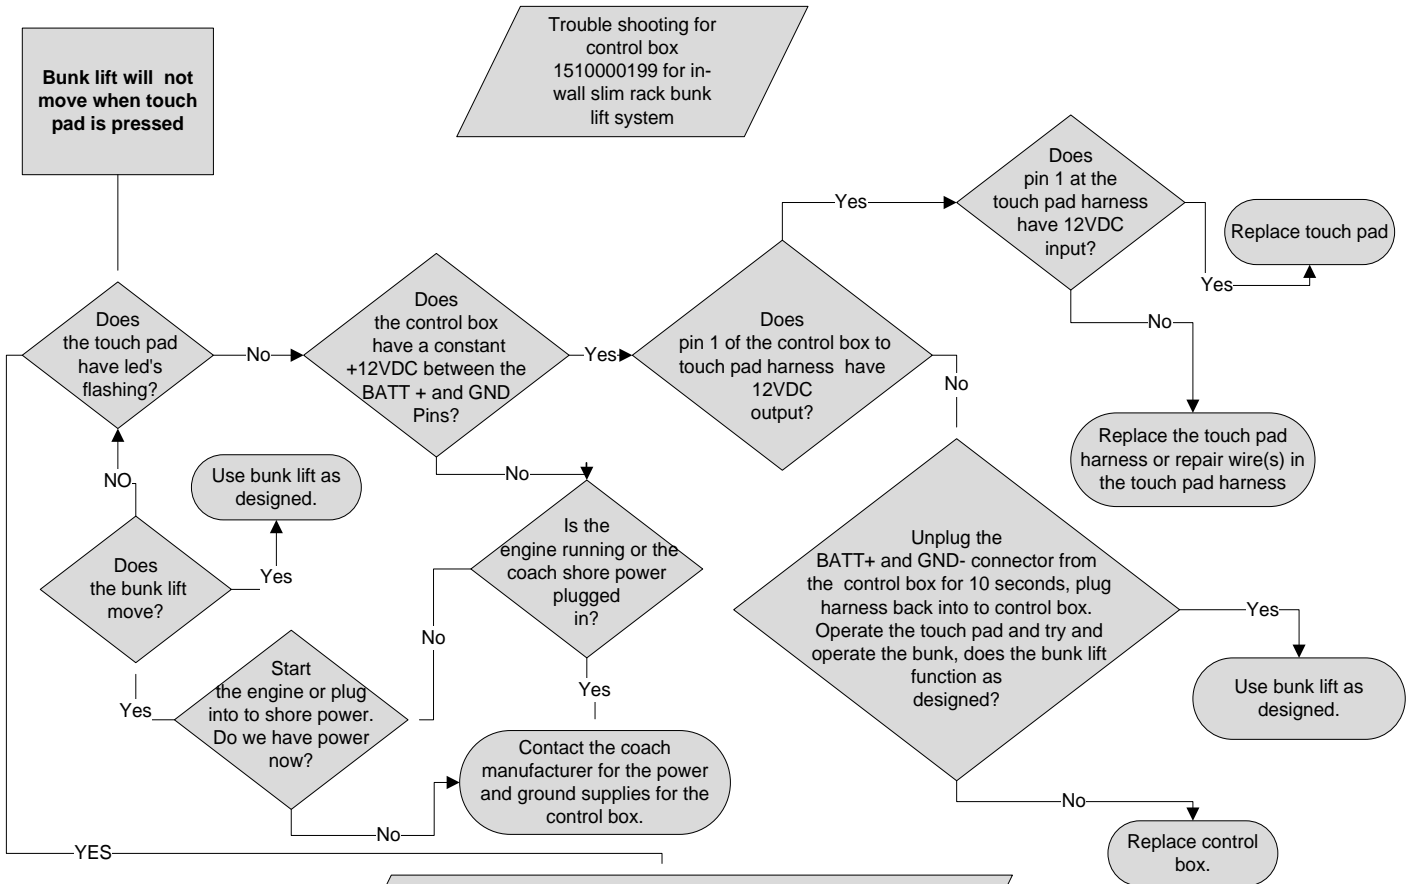 Trouble shooting for
control box
1510000199 for in-
wall slim rack bunk
lift system
Bunk lift will  not
move when touch
pad is pressed
Does
the touch pad
have led's
flashing?
No
Does
the control box
have a constant
+12VDC between the
BATT + and GND
Pins?
Yes
Does
pin 1 of the control box to
touch pad harness  have
12VDC
output?
Yes
Does
pin 1 at the
touch pad harness
have 12VDC
input?
Yes
Replace touch pad
No
Replace the touch pad
harness or repair wire(s) in
the touch pad harness
No
Unplug the
BATT+ and GND- connector from
the  control box for 10 seconds, plug
harness back into to control box.
Operate the touch pad and try and
operate the bunk, does the bunk lift
function as
designed?
Yes
Use bunk lift as
designed.
No
Replace control
box.
No
Is the
engine running or the
coach shore power
plugged
in?
Yes
Contact the coach
manufacturer for the power
and ground supplies for the
control box.
No
Start
the engine or plug
into to shore power.
Do we have power
now?
No
Yes
Does
the bunk lift
move?
Yes
Use bunk lift as
designed.
NO
YES